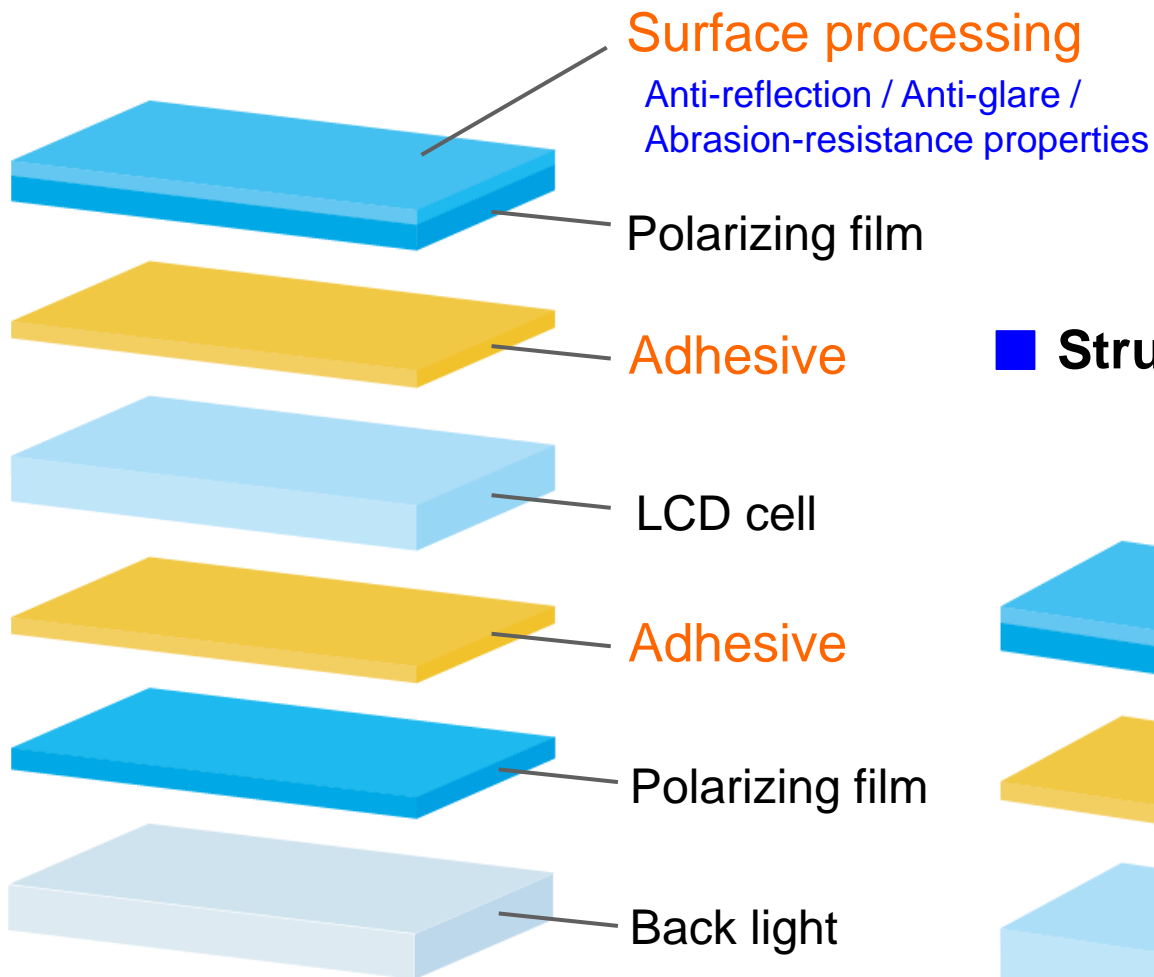 Surface processing
Anti-reflection / Anti-glare /
Abrasion-resistance properties
Polarizing film
Adhesive
LCD cell
Adhesive
Polarizing film
Back light